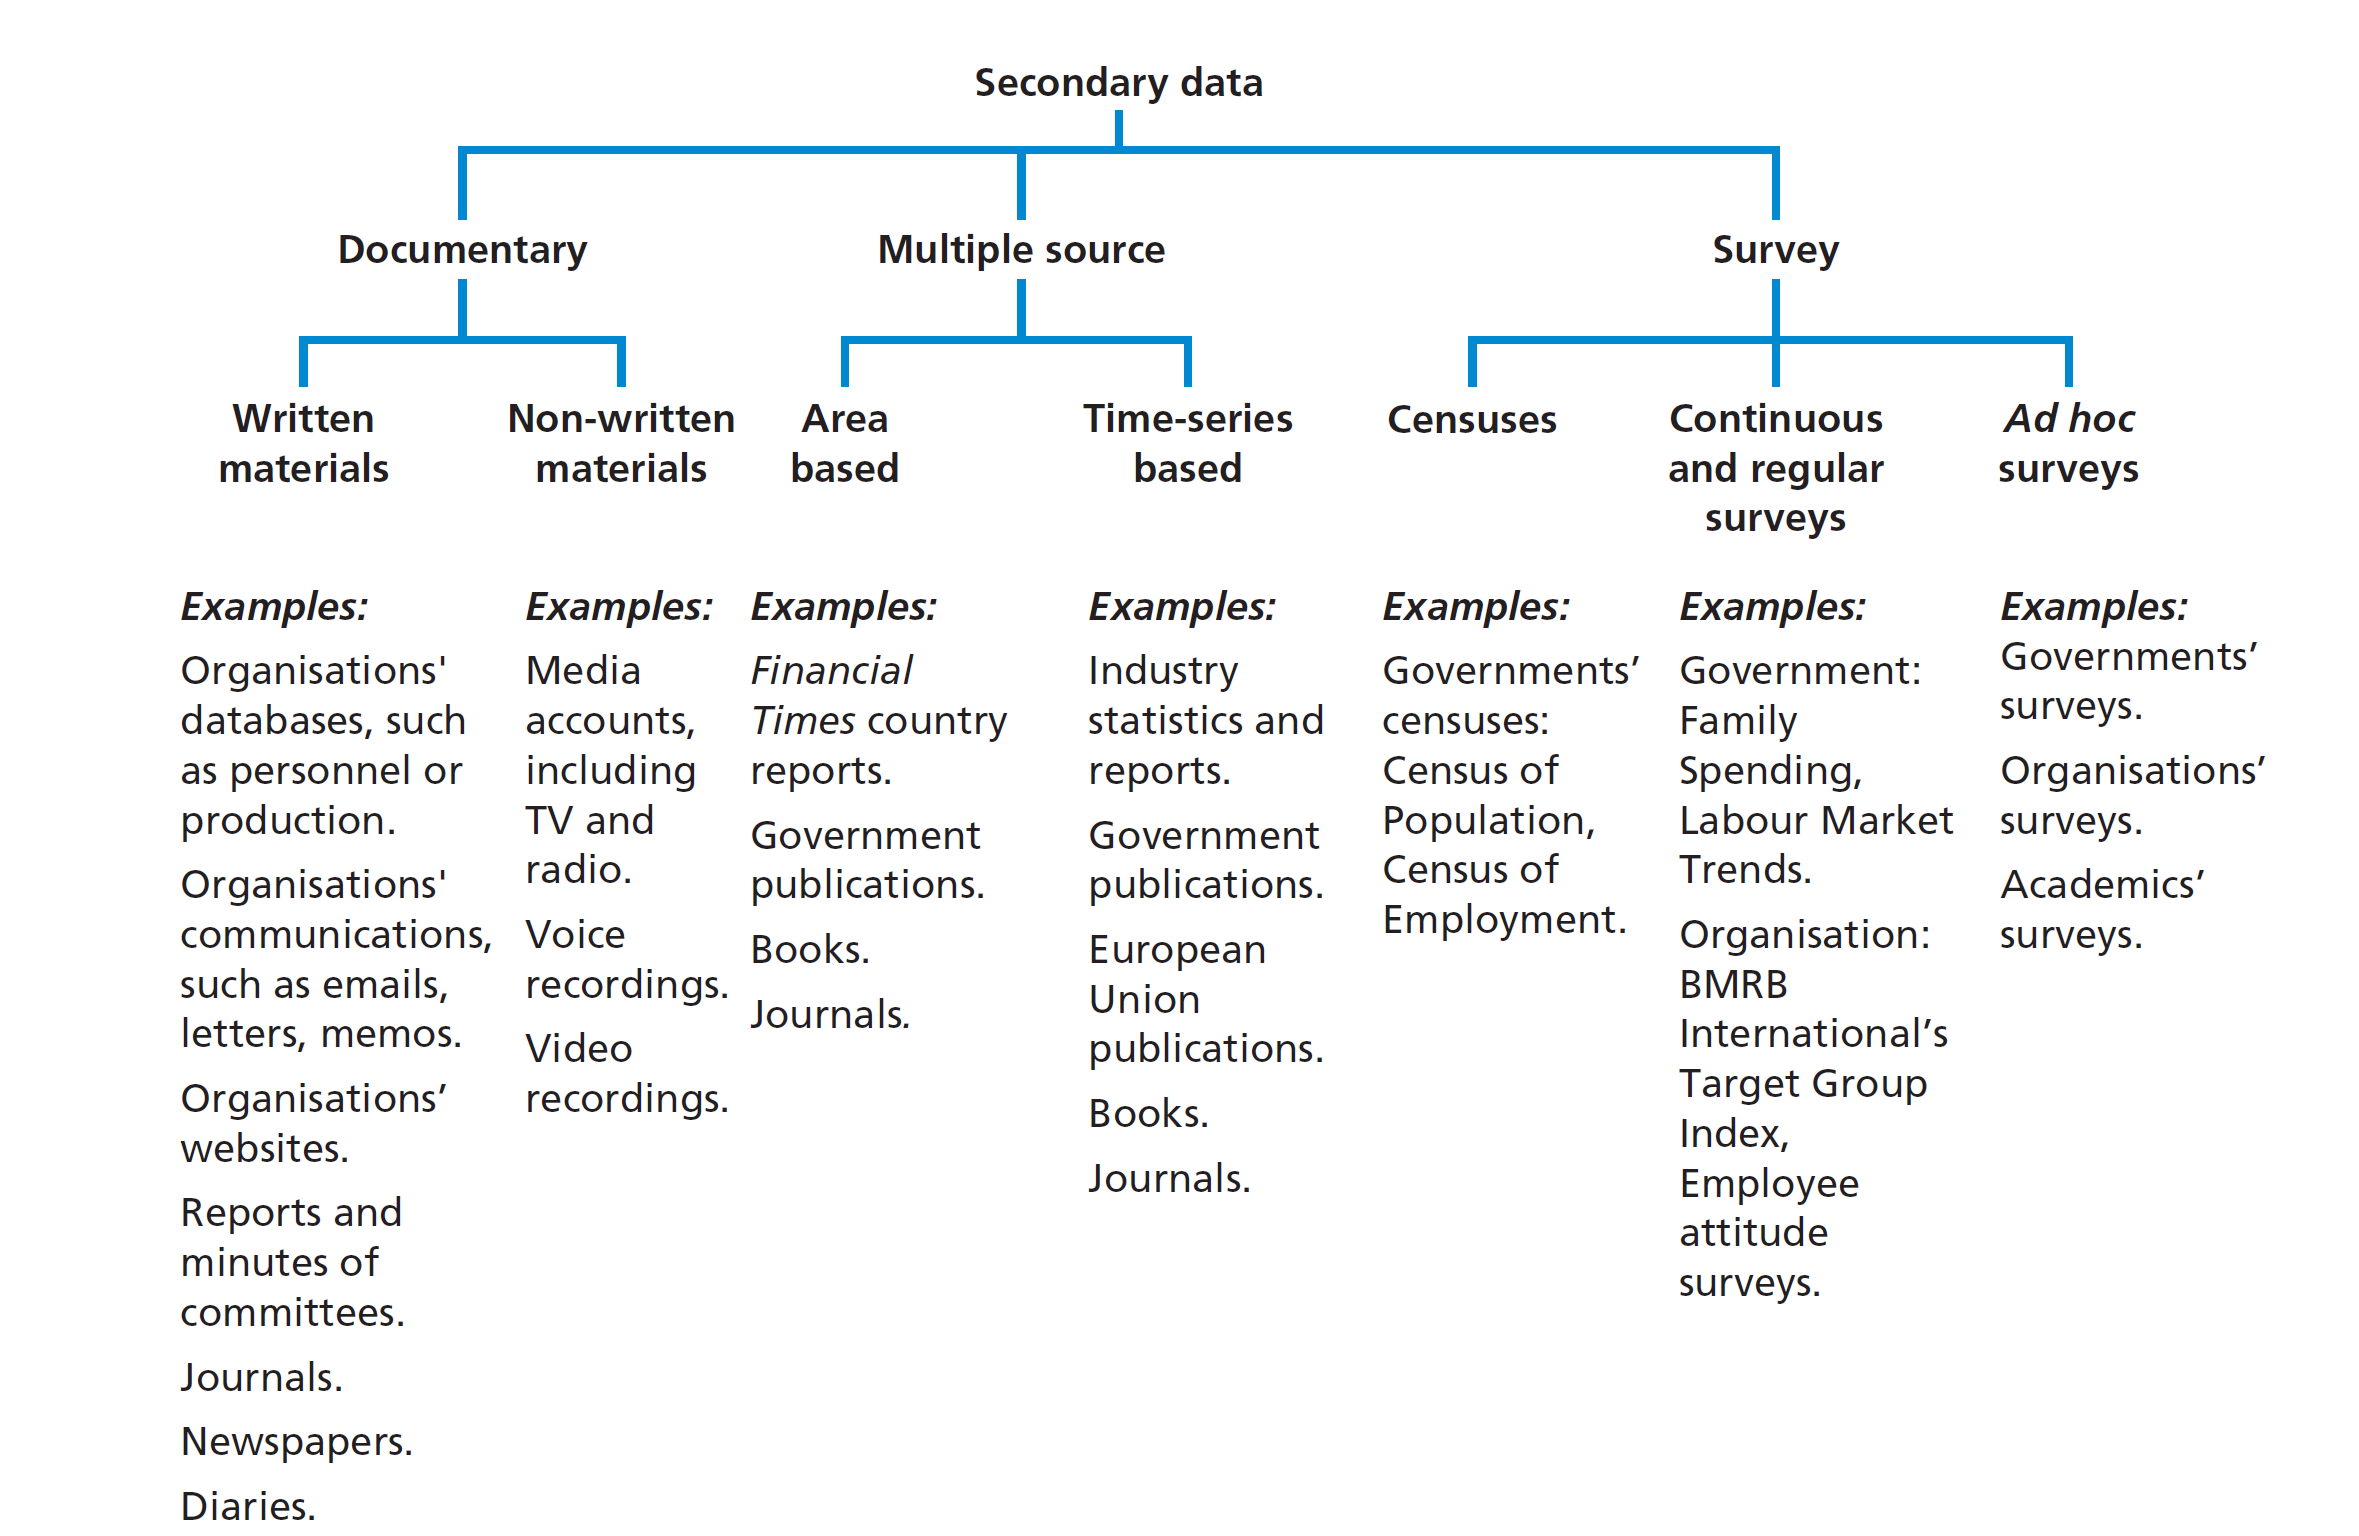 Secondary data
Documentary
Multiple source
Survey
Written
materials
Non-written
materials
Area
based
Time-series
based
Censuses
Continuous
and regular
surveys
Ad hoc
surveys
Examples:
Organisations'
databases, such
as personnel or
production.
Organisations'
communications,
such as emails,
letters, memos.
Organisations’
websites.
Reports and
minutes of
committees.
Journals.
Newspapers.
Diaries.
Examples:
Media
accounts,
including
TV and
radio.
Voice
recordings.
Video
recordings.
Examples:
Financial
Times country
reports.
Government
publications.
Books.
Journals.
Examples:
Industry
statistics and
reports.
Government
publications.
European
Union
publications.
Books.
Journals.
Examples:
Governments’
censuses:
Census of
Population,
Census of
Employment.
Examples:
Government:
Family
Spending,
Labour Market
Trends.
Organisation:
BMRB
International’s
Target Group
Index,
Employee
attitude
surveys.
Examples:
Governments’
surveys.
Organisations’
surveys.
Academics’
surveys.